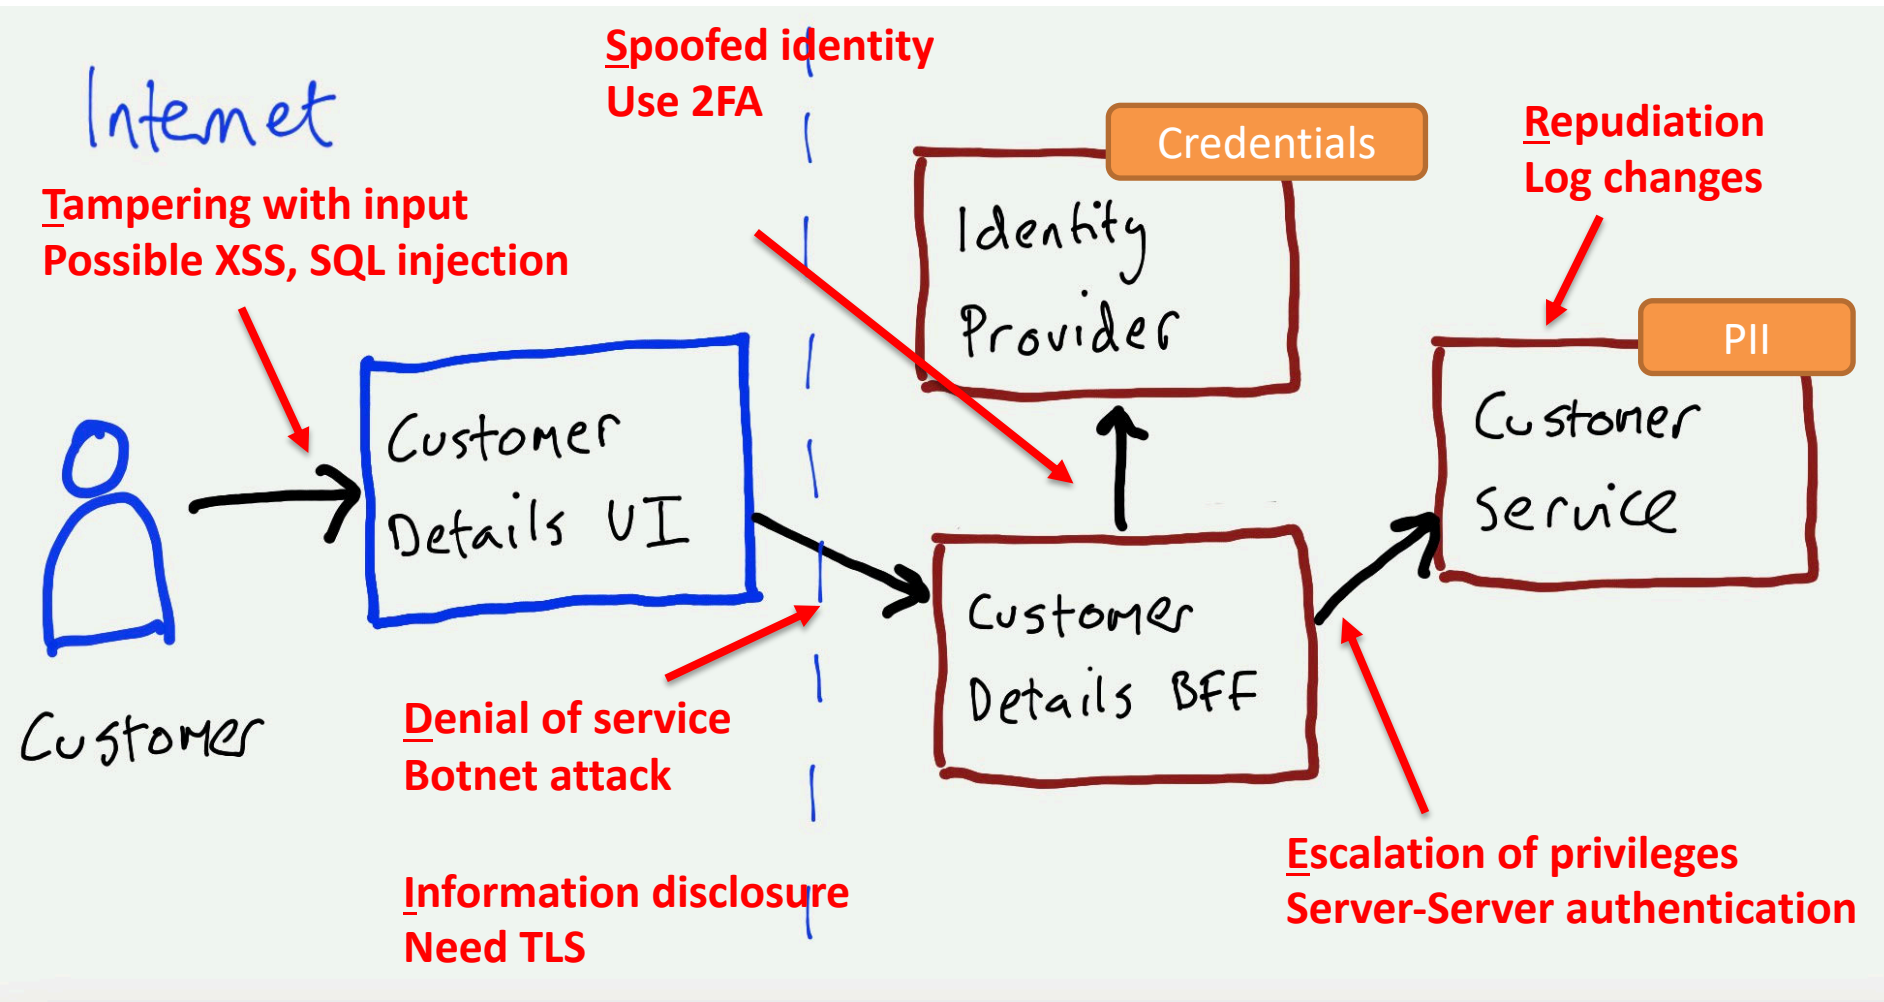 Internet
Spoofed identity
Use 2FA
Tampering with input
Possible XSS, SQL injection
Credentials
Identity
Provider
Repudiation
Log changes
PII
Customer
Service
Customer
Details UI
Customer
Customer
Details BFF
Denial of service
Botnet attack
Information disclosure
Need TLS
Escalation of privileges
Server-Server authentication